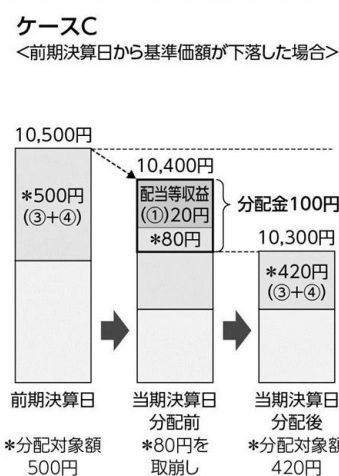 ケースC
<前期決算日から基準価額が下落した場合>
10,500円
*500円
(③+④)
10,400円
配当等収益
(①)20円
*80円
分配金100円
10,300円
*420円
(③+④)
前期決算日
当期決算日
分配前
当期決算日
分配後
*分配対象額
500円
*80円を
取崩し
*分配対象額
420円